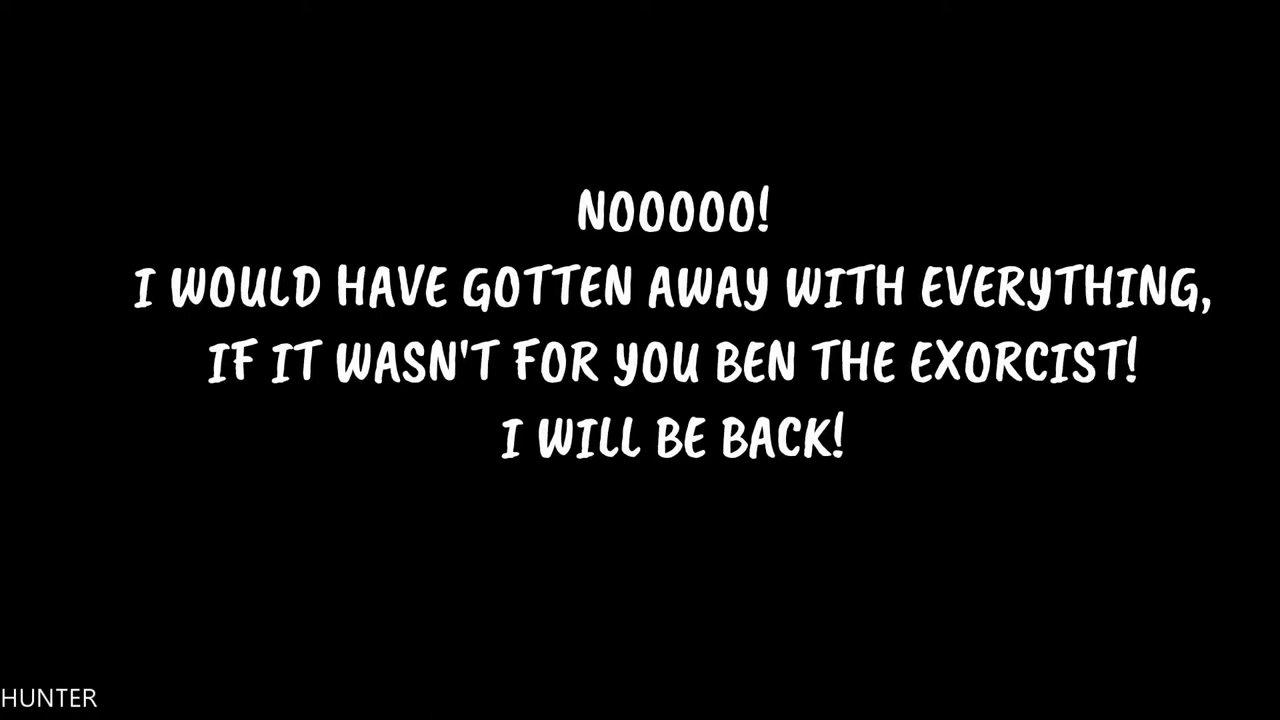 NOOOOO!
I WOULD HAVE GOTTEN AWAY WITH EVERYTHING,
IF IT WASN'T FOR YOU BEN THE EXORCIST!
I WILL BE BACK!
HUNTER